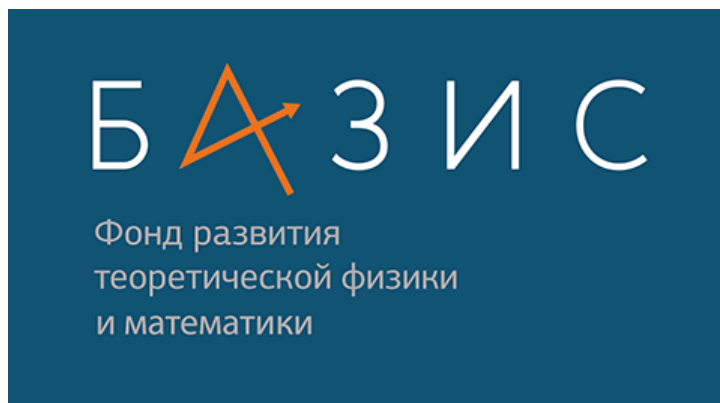 БАЗИС
Фонд развития
теоретической физики
и математики